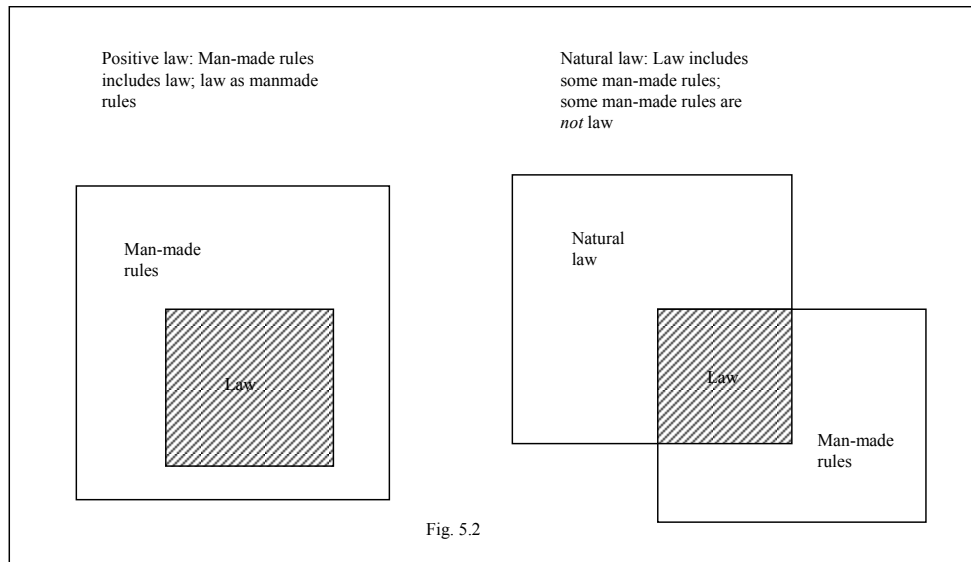 Positive law: Man-made rules
includes law; law as manmade
rules
Natural law: Law includes
some man-made rules;
some man-made rules are
not law
Man-made
rules
Law
Natural
law
Law
Man-made
rules
Fig. 5.2